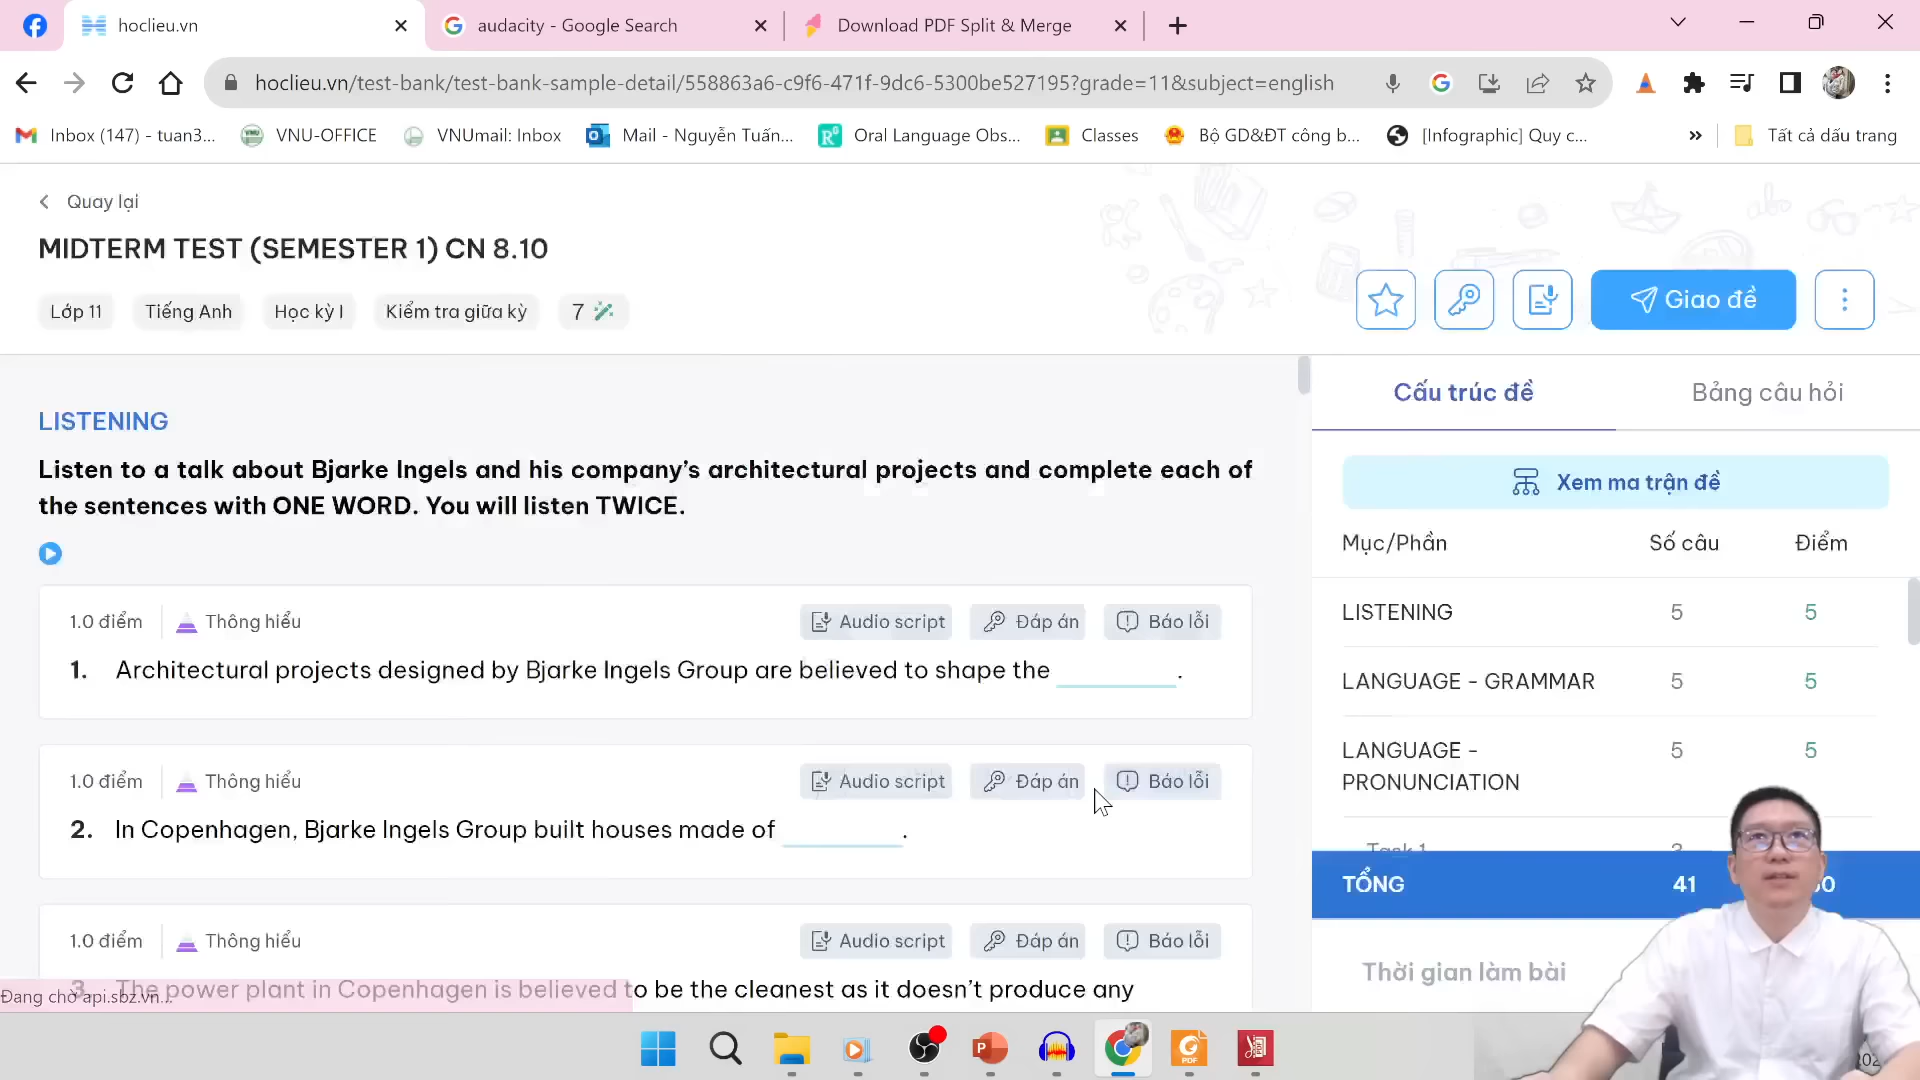 hoclieu.vn
audacity - Google Search
Download PDF Split & Merge
hoclieu.vn/test-bank/test-bank-sample-detail/558863a6-c9f6-471f-9dc6-5300be527195?grade=11&subject=english
Inbox (147) - tuan3...
VNU-OFFICE
VNUmail: Inbox
Mail - Nguyễn Tuấn...
Oral Language Obs...
Classes
Bộ GD&ĐT công b...
[Infographic] Quy c...
Tất cả dấu trang
Quay lại
MIDTERM TEST (SEMESTER 1) CN 8.10
Lớp 11
Tiếng Anh
Học kỳ I
Kiểm tra giữa kỳ
7
Giao đề
LISTENING
Listen to a talk about Bjarke Ingels and his company’s architectural projects and complete each of
the sentences with ONE WORD. You will listen TWICE.
1.0 điểm
Thông hiểu
Audio script
Đáp án
Báo lỗi
1. Architectural projects designed by Bjarke Ingels Group are believed to shape the __________.
1.0 điểm
Thông hiểu
Audio script
Đáp án
Báo lỗi
2. In Copenhagen, Bjarke Ingels Group built houses made of __________.
1.0 điểm
Thông hiểu
Audio script
Đáp án
Báo lỗi
3. The power plant in Copenhagen is believed to be the cleanest as it doesn’t produce any
Đang chờ api.sbz.vn...
Cấu trúc đề
Bảng câu hỏi
Xem ma trận đề
Mục/Phần Số câu Điểm
LISTENING 5 5
LANGUAGE - GRAMMAR 5 5
LANGUAGE - 5 5
PRONUNCIATION
Task 1
TỔNG 41
Thời gian làm bài